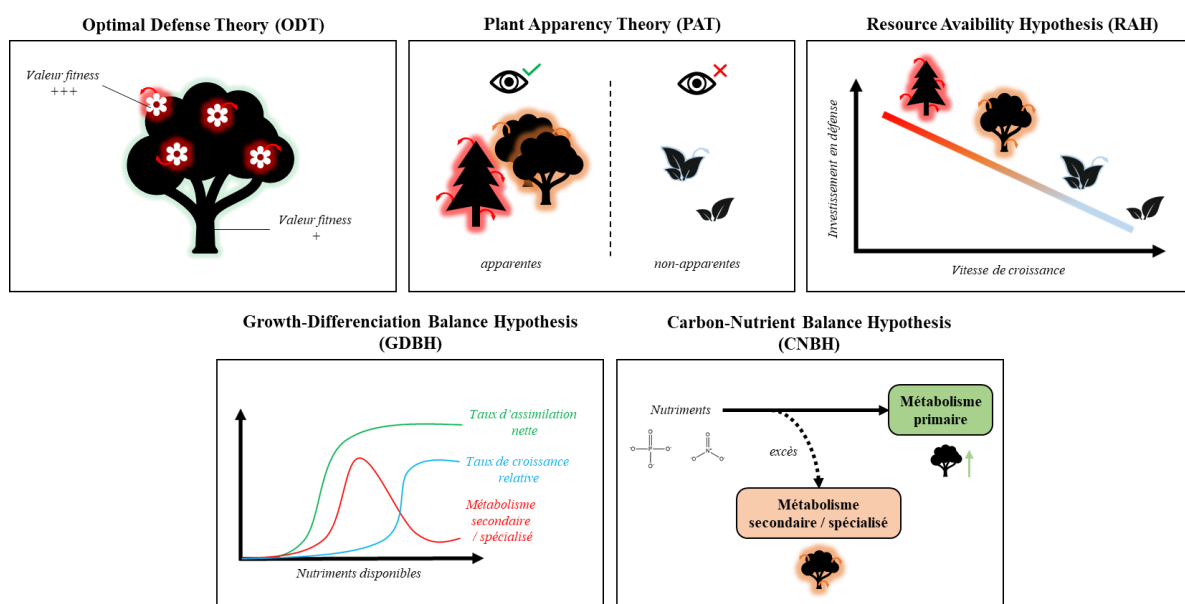 Optimal Defense Theory (ODT)
Valeur fitness
+++
Valeur fitness
+
Plant Apparency Theory (PAT)
apparentes
non-apparentes
Resource Avaibility Hypothesis (RAH)
Investissement en défense
Vitesse de croissance
Growth-Differenciation Balance Hypothesis
(GDBH)
Taux d'assimilation
nette
Taux de croissance
relative
Métabolisme
secondaire
/ spécialisé
Nutriments disponibles
Carbon-Nutrient Balance Hypothesis
(CNBH)
Nutriments
excès
Métabolisme
primaire
Métabolisme
secondaire / spécialisé